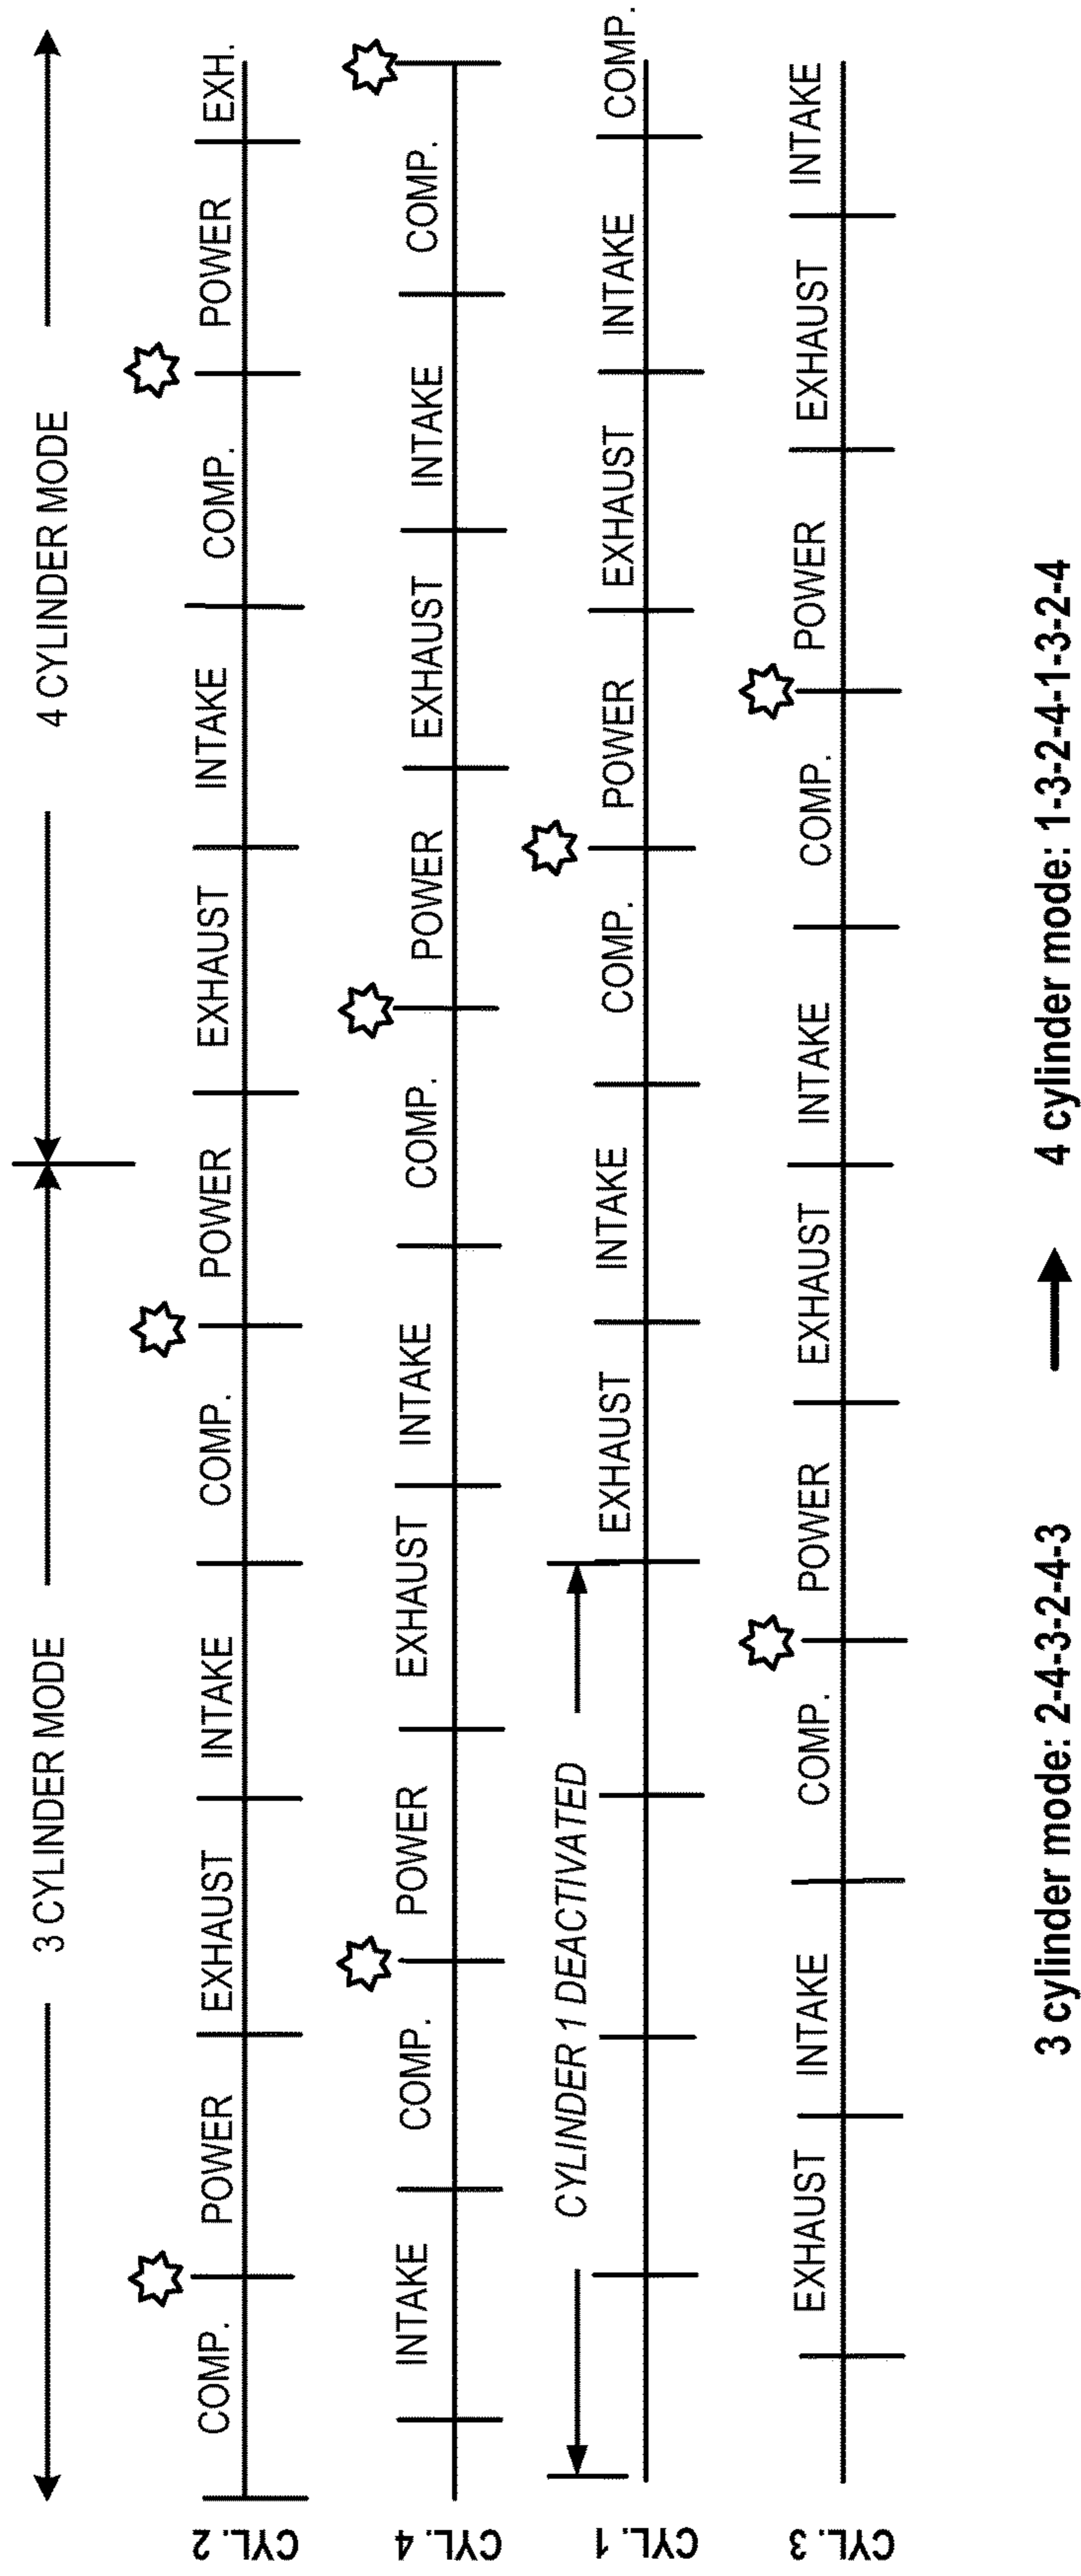 3 CYLINDER MODE 4 CYLINDER MODE
CYL. 2 COMP. POWER EXHAUST INTAKE COMP. POWER EXHAUST INTAKE COMP. POWER EXH.
CYL. 4 INTAKE COMP. POWER EXHAUST INTAKE COMP. POWER EXHAUST INTAKE COMP.
CYLINDER 1 DEACTIVATED
CYL. 1 EXHAUST INTAKE COMP. POWER EXHAUST INTAKE COMP.
CYL. 3 EXHAUST INTAKE COMP. POWER EXHAUST INTAKE COMP. POWER EXHAUST INTAKE
3 cylinder mode: 2-4-3-2-4-3 4 cylinder mode: 1-3-2-4-1-3-2-4